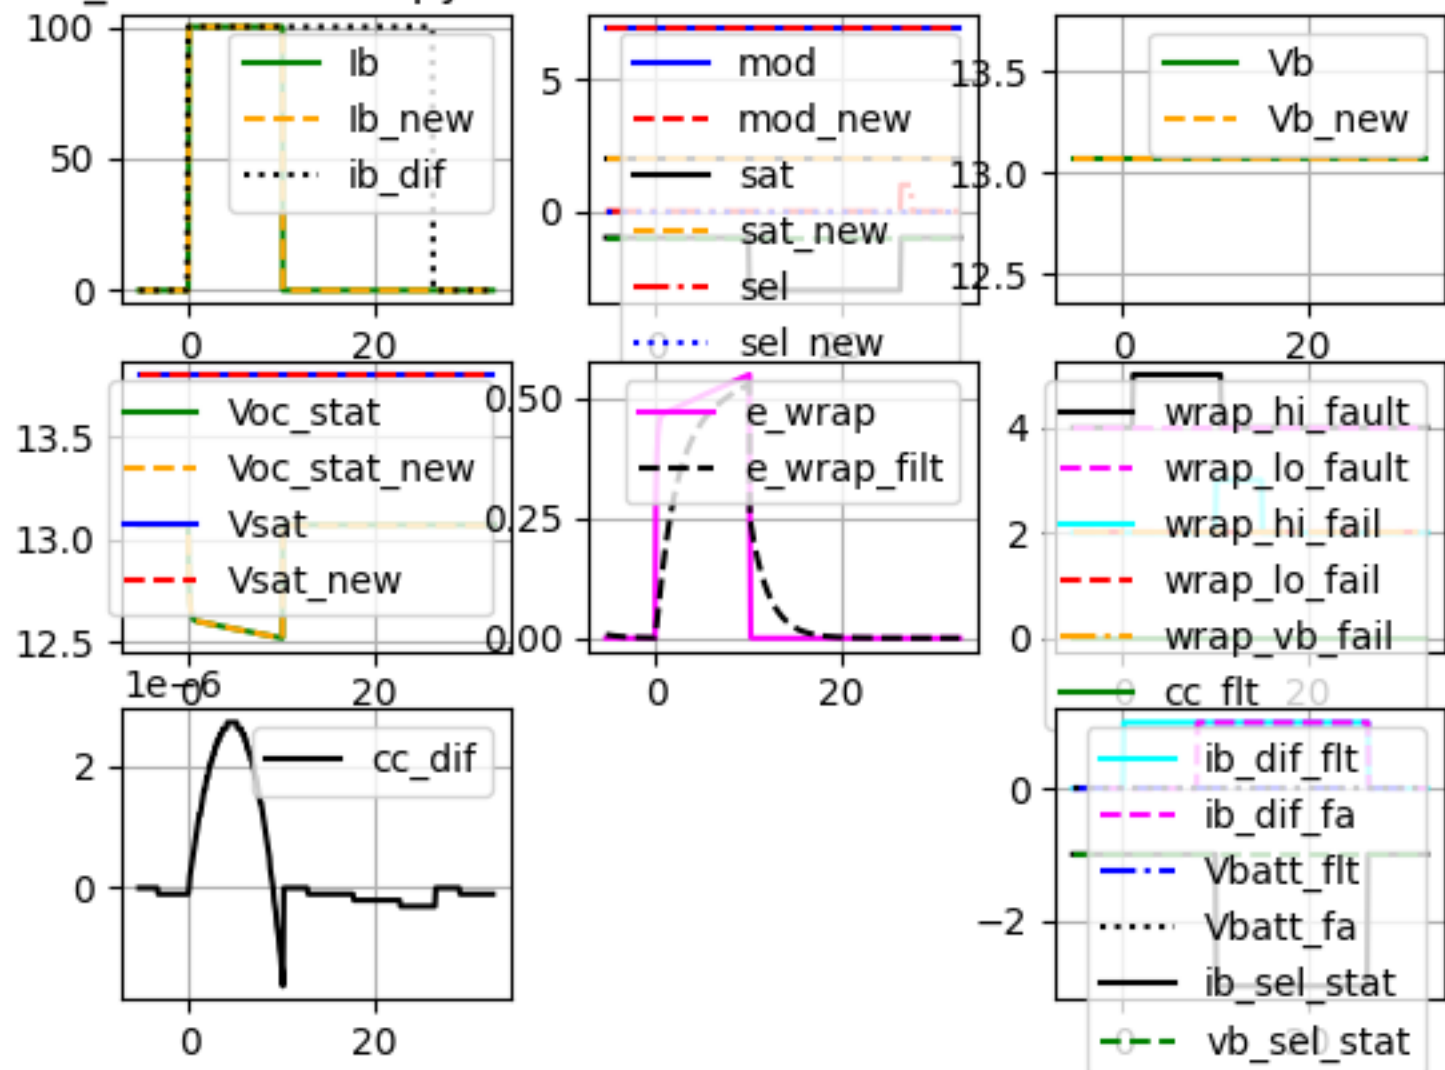 100
50
0
Ib
Ib_new
ib_dif
0
20
5
0
mod
mod_new
sat
sat_new
sel
sel_new
0
13.5
13.0
12.5
Vb
Vb_new
0
20
13.5
13.0
12.5
Voc_stat
Voc_stat_new
Vsat
Vsat_new
0
20
0.50
0.25
0.00
e_wrap
e_wrap_filt
0
20
4
2
0
wrap_hi_fault
wrap_lo_fault
wrap_hi_fail
wrap_lo_fail
wrap_vb_fail
cc_flt
0
20
1e−6
2
0
cc_dif
0
20
0
−2
ib_dif_flt
ib_dif_fa
Vbatt_flt
Vbatt_fa
ib_sel_stat
vb_sel_stat
0